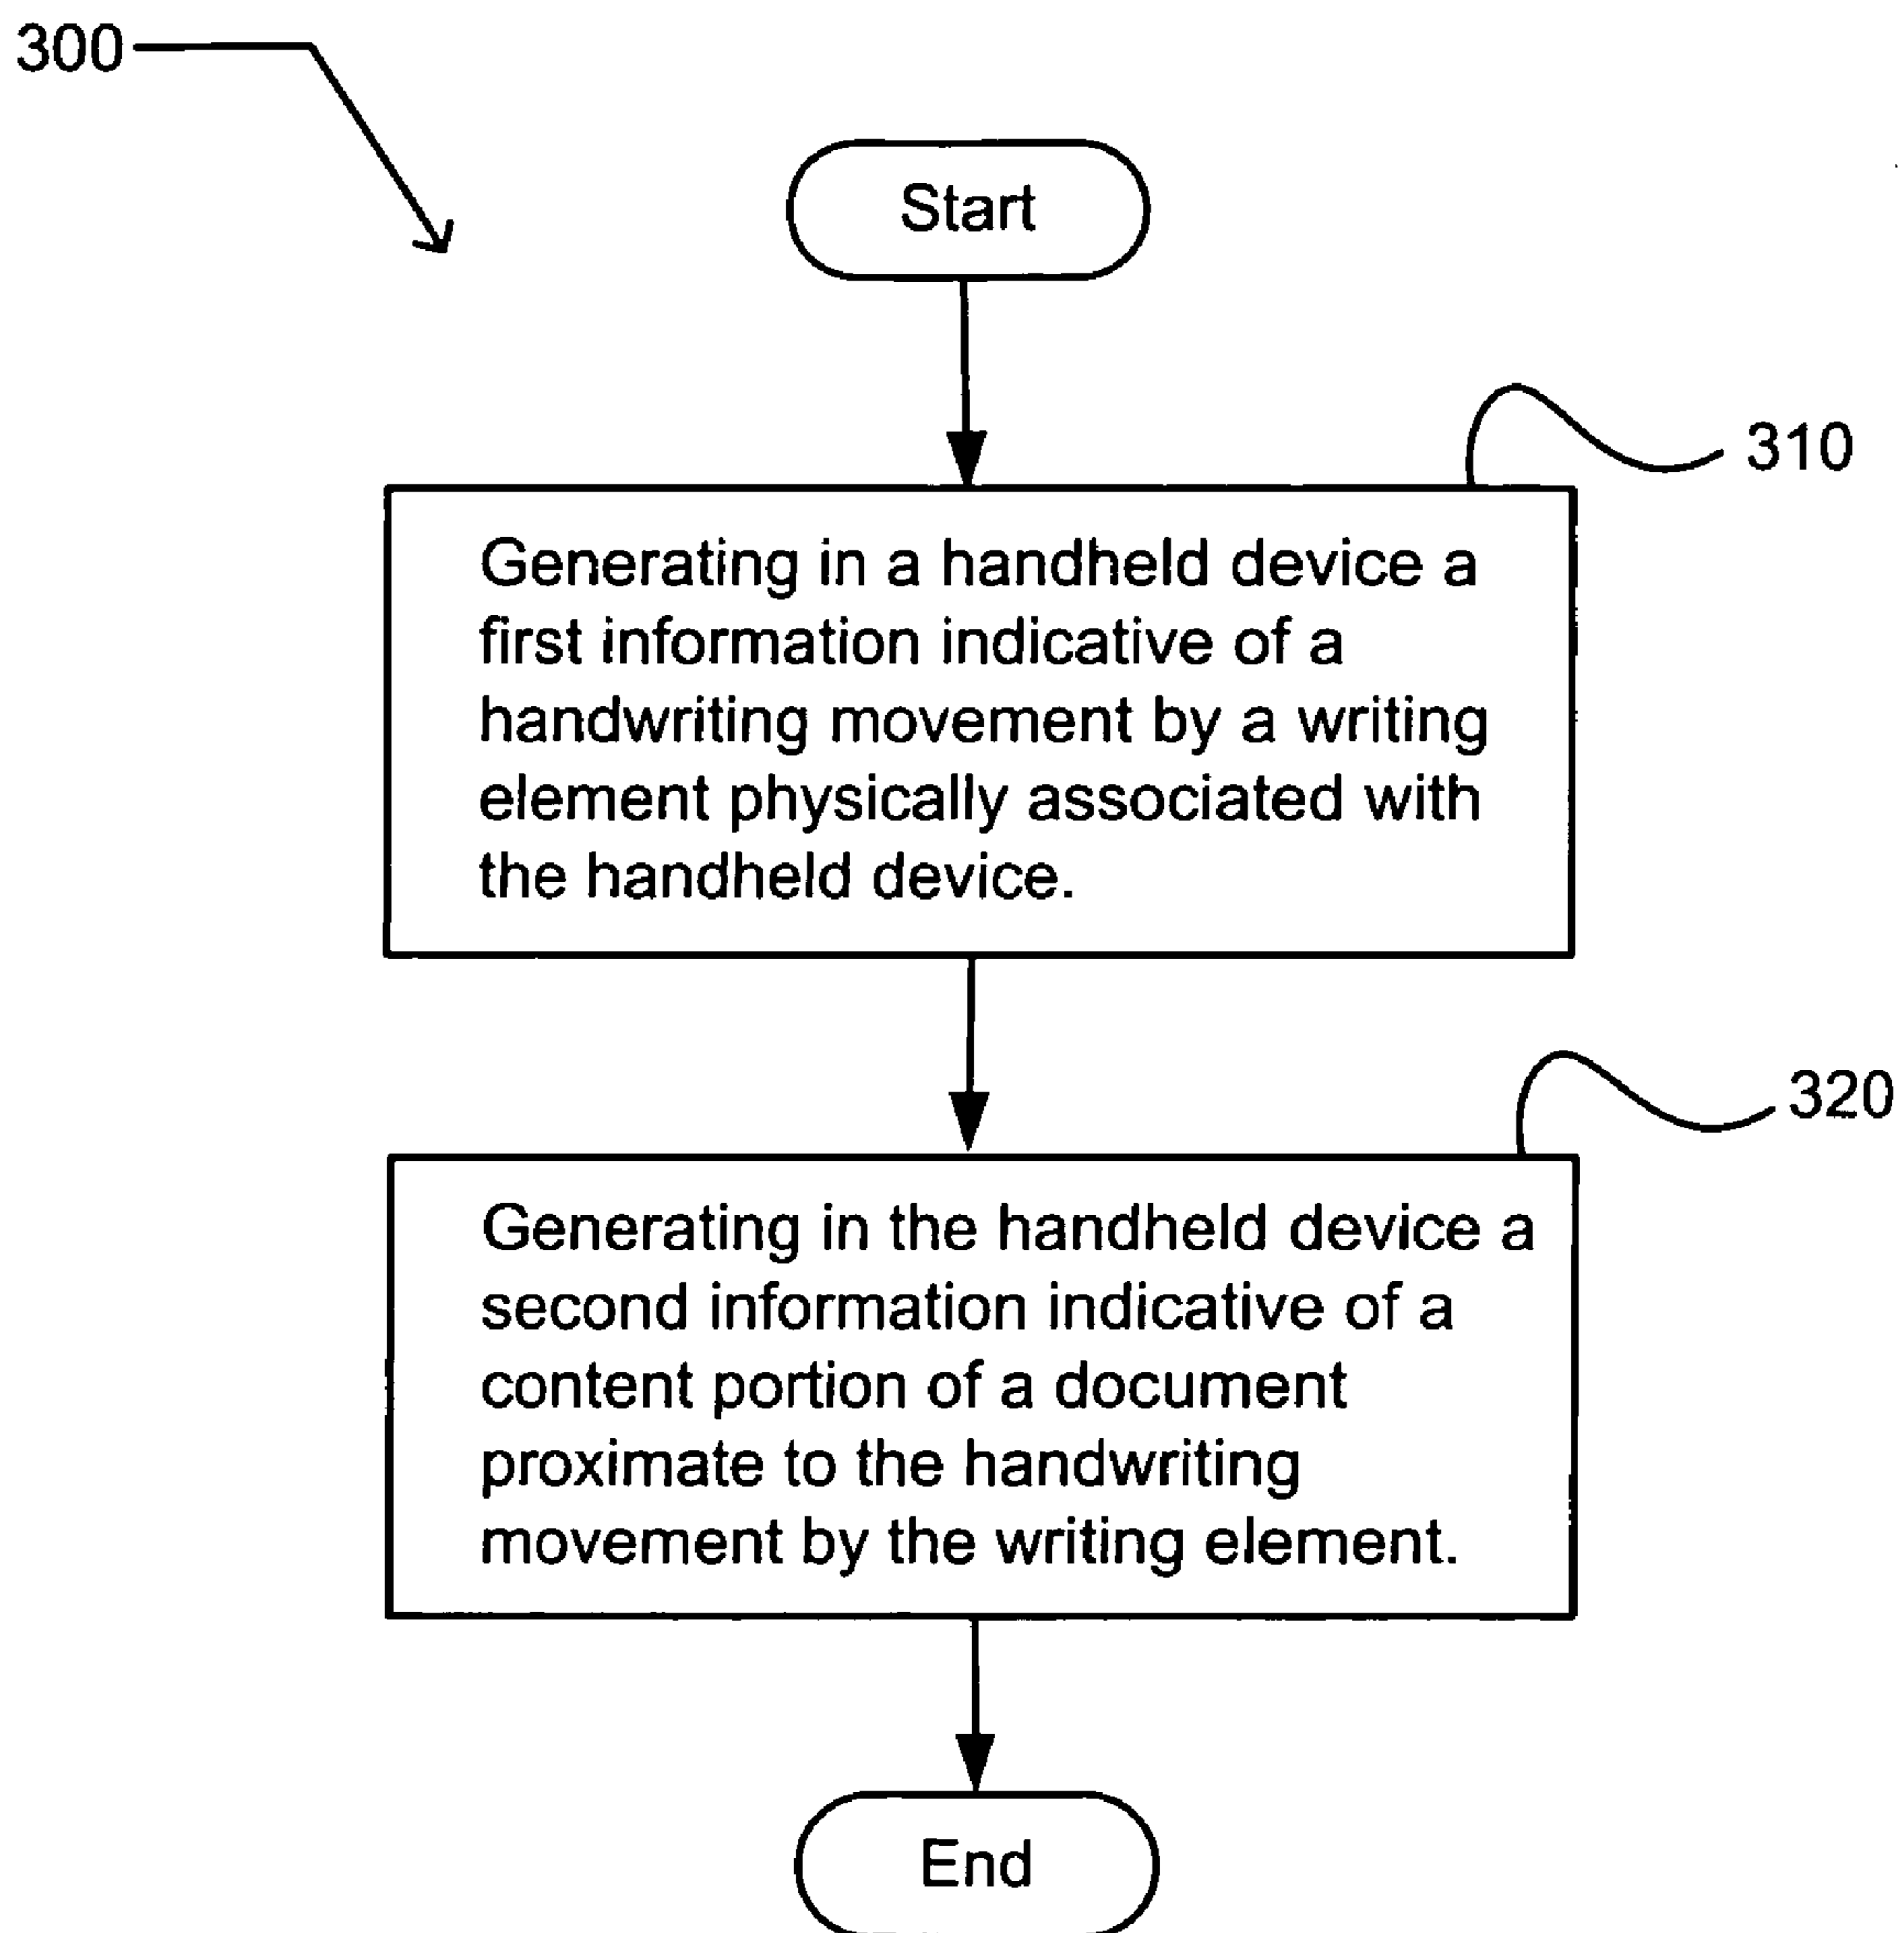 300
Start
310
Generating in a handheld device a
first information indicative of a
handwriting movement by a writing
element physically associated with
the handheld device.
320
Generating in the handheld device a
second information indicative of a
content portion of a document
proximate to the handwriting
movement by the writing element.
End